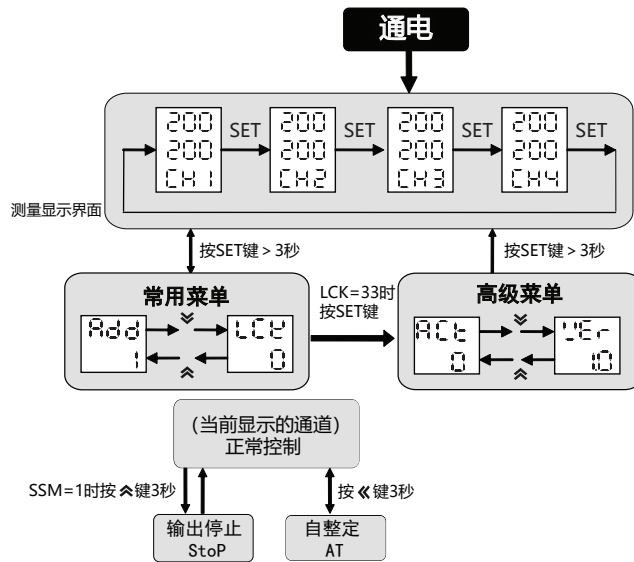 通电
200 SET 200 SET 200 SET 200 SET
200 200 200 200
CH1 CH2 CH3 CH4
测量显示界面
按SET键 > 3秒
按SET键 > 3秒
常用菜单
LCK=33时
按SET键
高级菜单
Add LCK
1 0
ACt VEr
0 1.0
(当前显示的通道)
正常控制
SSM=1时按 键3秒
按 键3秒
输出停止
StoP
自整定
AT